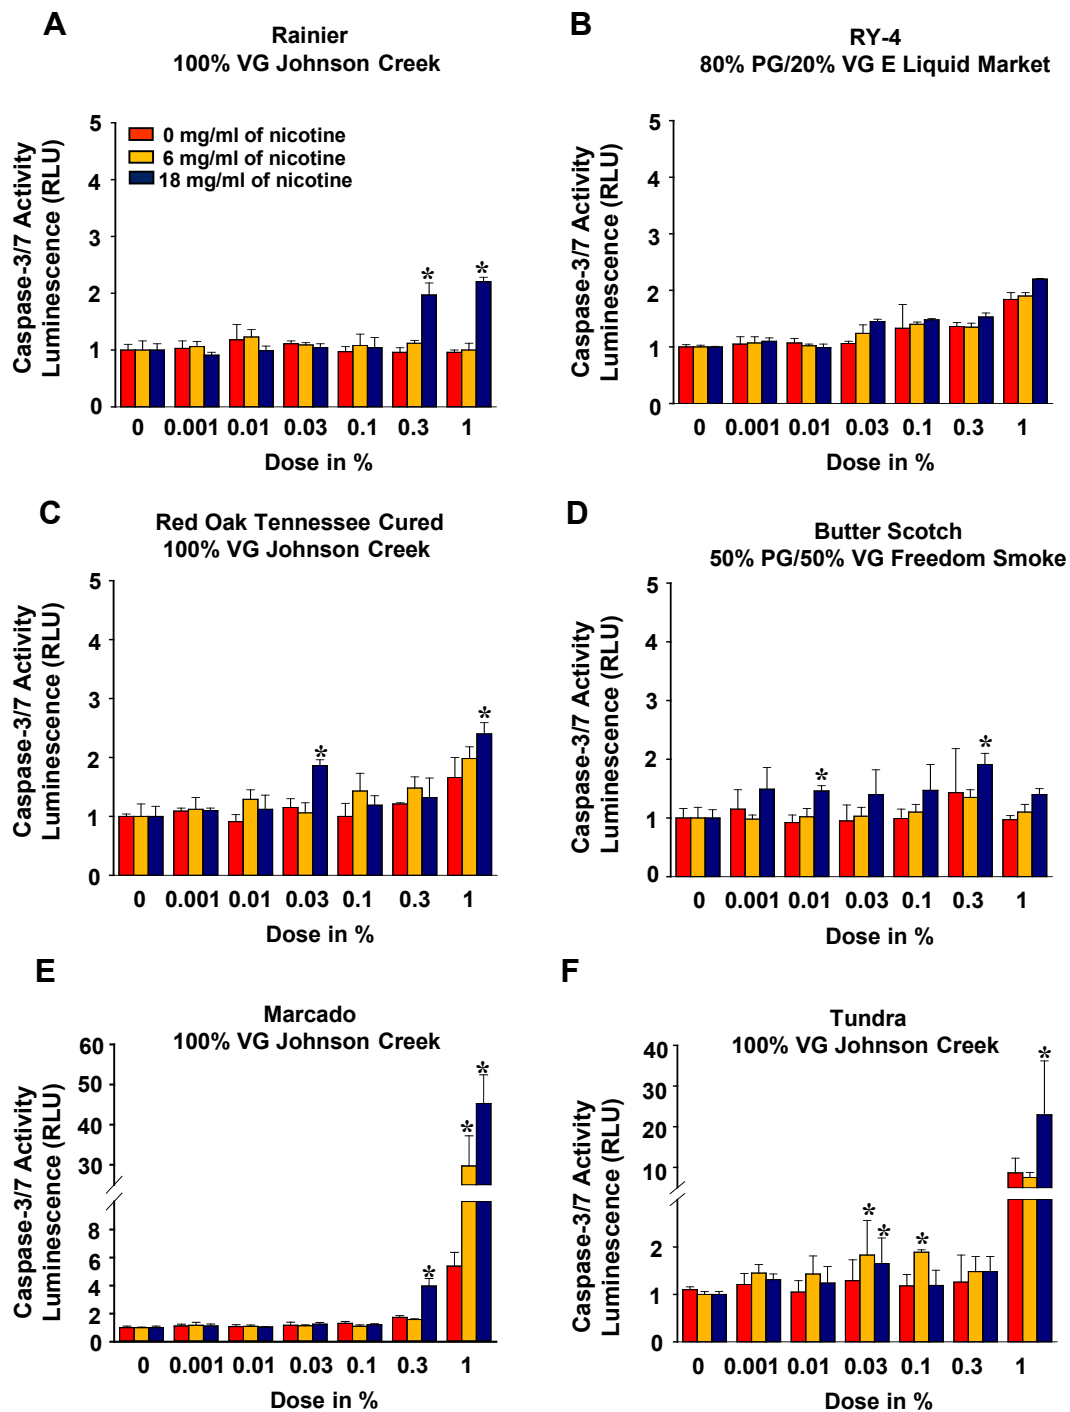 A
Rainier
100% VG Johnson Creek
Caspase-3/7 Activity
Luminescence (RLU)
5
4
3
2
1
0
0 mg/ml of nicotine
6 mg/ml of nicotine
18 mg/ml of nicotine
* *
0 0.001 0.01 0.03 0.1 0.3 1
Dose in %
B
RY-4
80% PG/20% VG E Liquid Market
Caspase-3/7 Activity
Luminescence (RLU)
5
4
3
2
1
0
0 0.001 0.01 0.03 0.1 0.3 1
Dose in %
C
Red Oak Tennessee Cured
100% VG Johnson Creek
Caspase-3/7 Activity
Luminescence (RLU)
5
4
3
2
1
0
* *
0 0.001 0.01 0.03 0.1 0.3 1
Dose in %
D
Butter Scotch
50% PG/50% VG Freedom Smoke
Caspase-3/7 Activity
Luminescence (RLU)
5
4
3
2
1
0
* *
0 0.001 0.01 0.03 0.1 0.3 1
Dose in %
E
Marcado
100% VG Johnson Creek
Caspase-3/7 Activity
Luminescence (RLU)
60
50
40
30
8
6
4
2
1
0
* * *
0 0.001 0.01 0.03 0.1 0.3 1
Dose in %
F
Tundra
100% VG Johnson Creek
Caspase-3/7 Activity
Luminescence (RLU)
40
30
20
10
2
1
0
* * * *
0 0.001 0.01 0.03 0.1 0.3 1
Dose in %